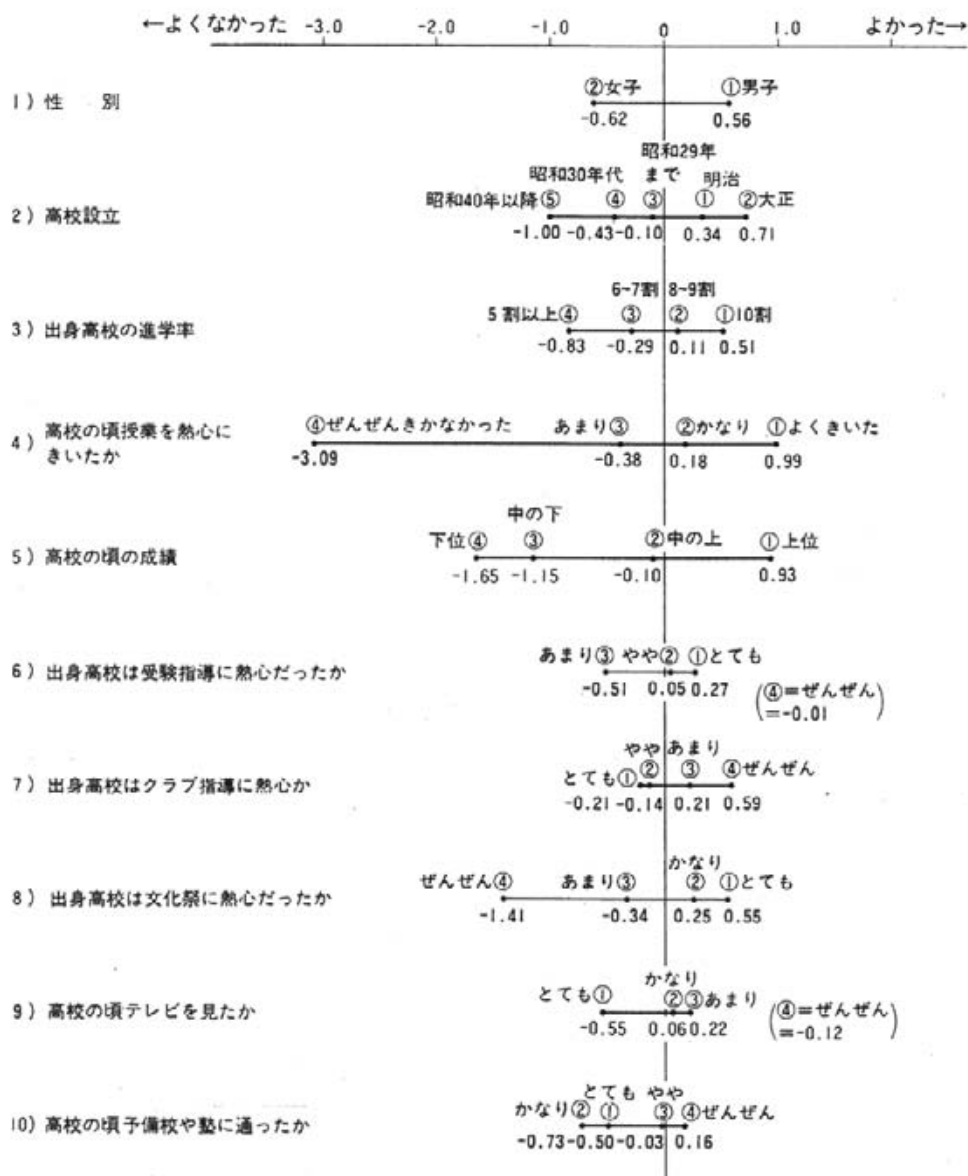 ←よくなかった -3.0 -2.0 -1.0 0 1.0 よかった→
1) 性 別
②女子 ①男子
-0.62 0.56
昭和29年
昭和30年代 まで 明治
2) 高校設立
昭和40年以降⑤ ④ ③ ① ②大正
-1.00 -0.43 -0.10 0.34 0.71
6~7割 8~9割
3) 出身高校の進学率
5割以上④ ③ ② ①10割
-0.83 -0.29 0.11 0.51
4) 高校の頃授業を熱心に
きいたか
④ぜんぜんきかなかった あまり③ ②かなり ①よくきいた
-3.09 -0.38 0.18 0.99
中の下
5) 高校の頃の成績
下位④ ③ ②中の上 ①上位
-1.65 -1.15 -0.10 0.93
6) 出身高校は受験指導に熱心だったか
あまり③ やや② ①とても
-0.51 0.05 0.27
(④=ぜんぜん
=-0.01)
やや あまり
7) 出身高校はクラブ指導に熱心か
とても① ② ③ ④ぜんぜん
-0.21 -0.14 0.21 0.59
かなり
8) 出身高校は文化祭に熱心だったか
ぜんぜん④ あまり③ ② ①とても
-1.41 -0.34 0.25 0.55
かなり
9) 高校の頃テレビを見たか
とても① ② ③あまり
-0.55 0.06 0.22
(④=ぜんぜん
=-0.12)
とても やや
10) 高校の頃予備校や塾に通ったか
かなり② ① ③ ④ぜんぜん
-0.73 -0.50 -0.03 0.16